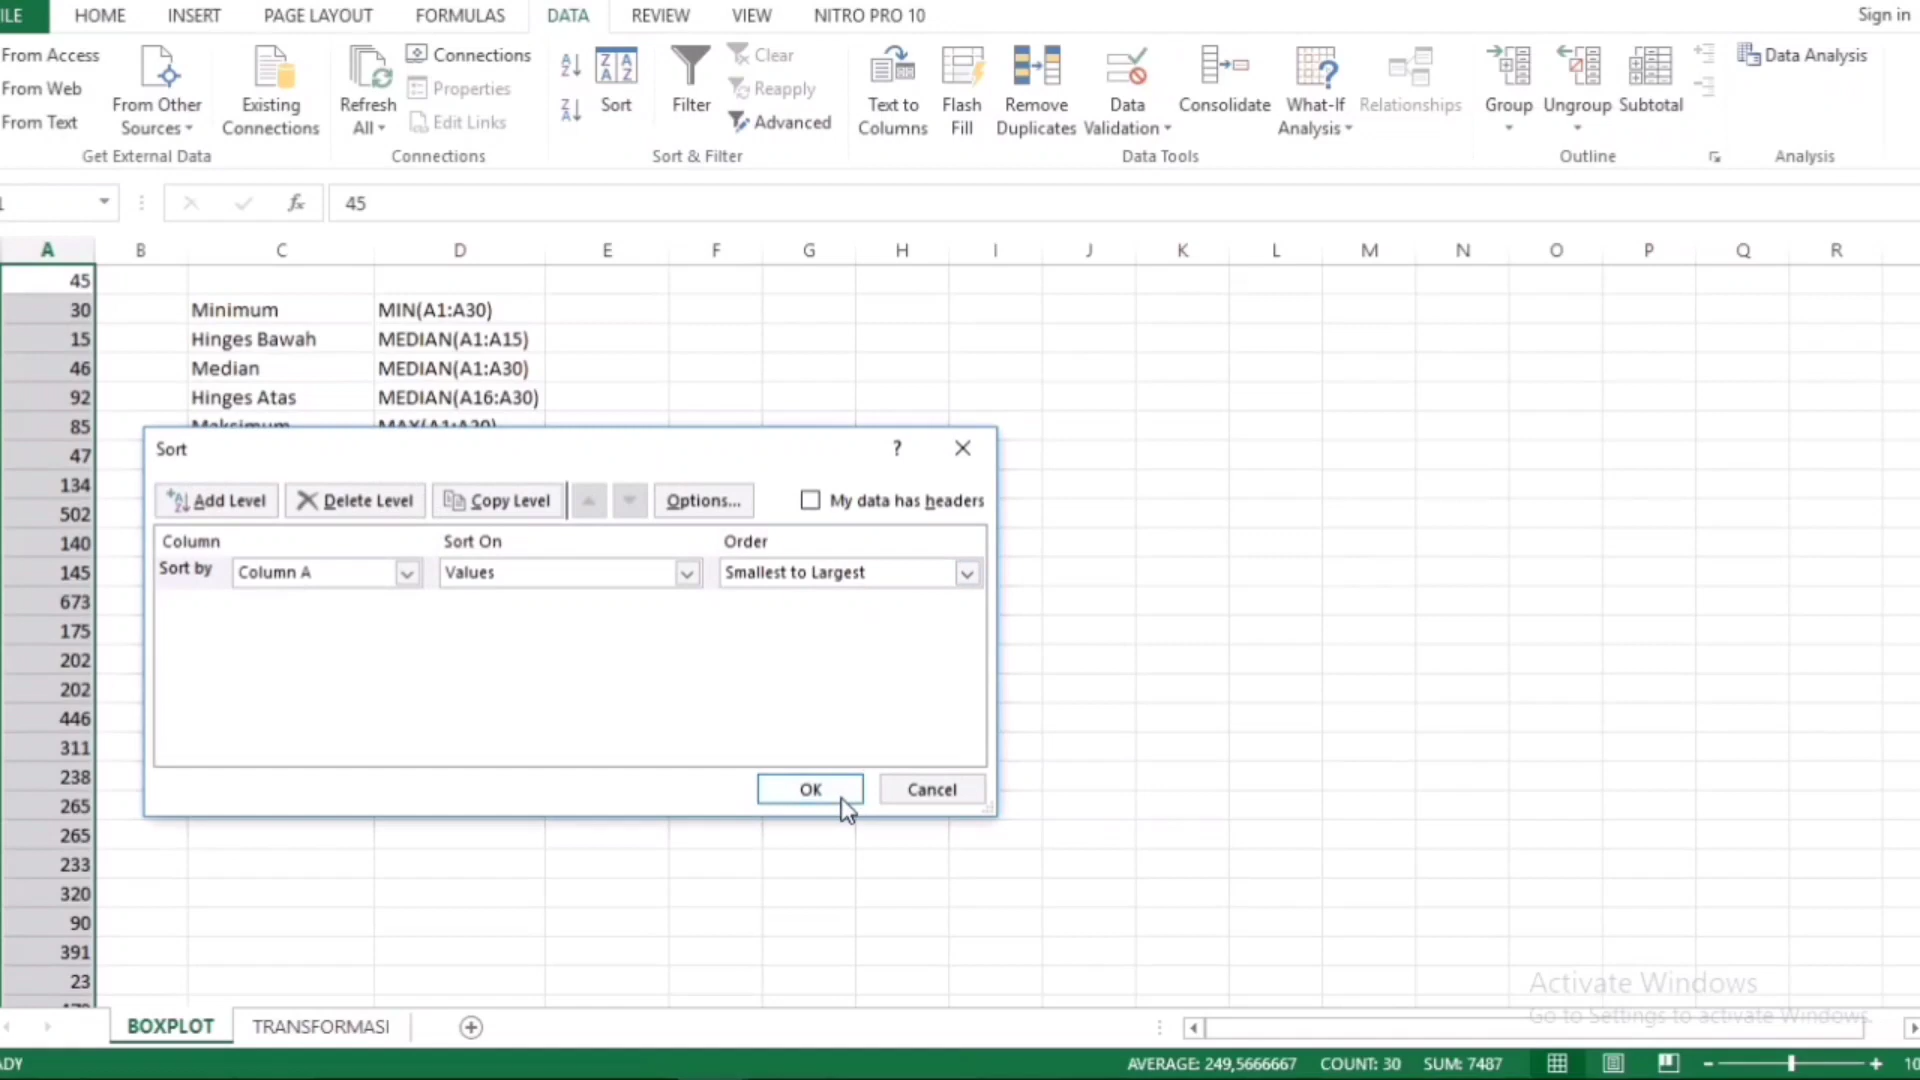 ILE HOME INSERT PAGE LAYOUT FORMULAS DATA REVIEW VIEW NITRO PRO 10 Sign in
From Access
From Web
From Text
From Other
Sources
Existing
Connections
Get External Data
Refresh
All
Connections
Properties
Edit Links
Connections
Sort
Filter
Clear
Reapply
Advanced
Sort & Filter
Text to
Columns
Flash
Fill
Remove
Duplicates
Data
Validation
Consolidate
What-If
Analysis
Relationships
Data Tools
Group
Ungroup
Subtotal
Outline
Data Analysis
Analysis
fx 45
A B C D E F G H I J K L M N O P Q R
45
30 Minimum MIN(A1:A30)
15 Hinges Bawah MEDIAN(A1:A15)
46 Median MEDIAN(A1:A30)
92 Hinges Atas MEDIAN(A16:A30)
85 Maksimum MAX(A1:A30)
47
134
502
140
145
673
175
202
202
446
311
238
265
265
233
320
90
391
23
Sort ?
Add Level Delete Level Copy Level Options... My data has headers
Column Sort On Order
Sort by Column A Values Smallest to Largest
OK Cancel
Activate Windows
Go to Settings to activate Windows.
BOXPLOT TRANSFORMASI
ADY AVERAGE: 249,5666667 COUNT: 30 SUM: 7487 10